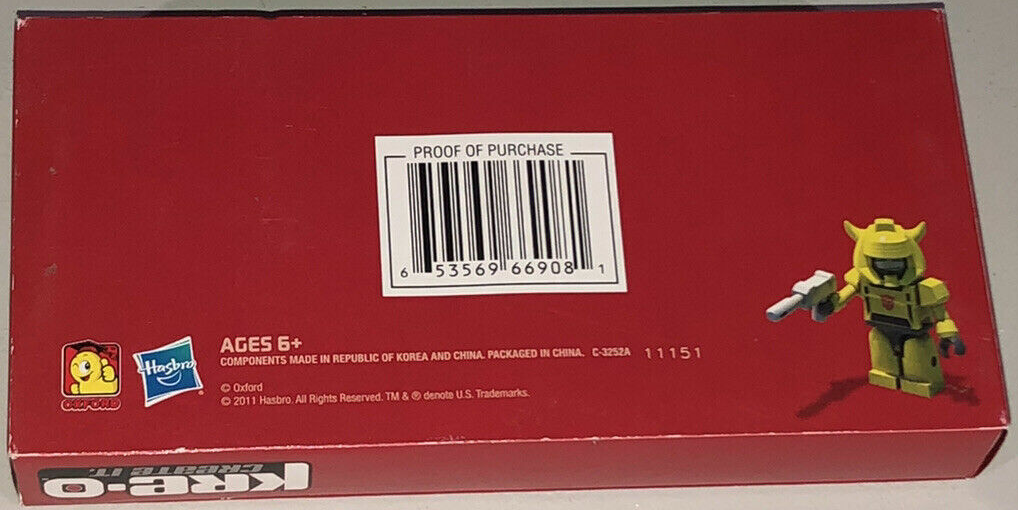 PROOF OF PURCHASE
6 53569 66908 1
AGES 6+
COMPONENTS MADE IN REPUBLIC OF KOREA AND CHINA. PACKAGED IN CHINA. C-3252A 11151
© Oxford
© 2011 Hasbro. All Rights Reserved. TM & ® denote U.S. Trademarks.
OXFORD
Hasbro
KRE-O
CREATE IT.